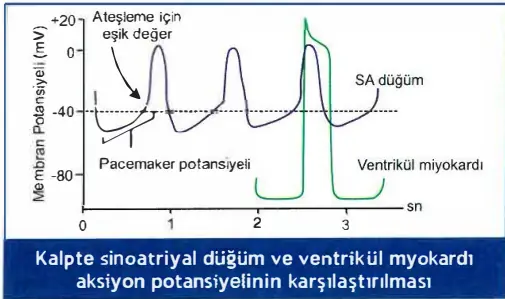 +20
Ateşleme için
eşik değer
0
Membran Potansiyeli (mV)
SA düğüm
-40
Pacemaker potansiyeli
Ventrikül miyokardı
-80
sn
0
1
2
3
Kalpte sinoatriyal düğüm ve ventrikül myokardı
aksiyon potansiyelinin karşılaştırılması